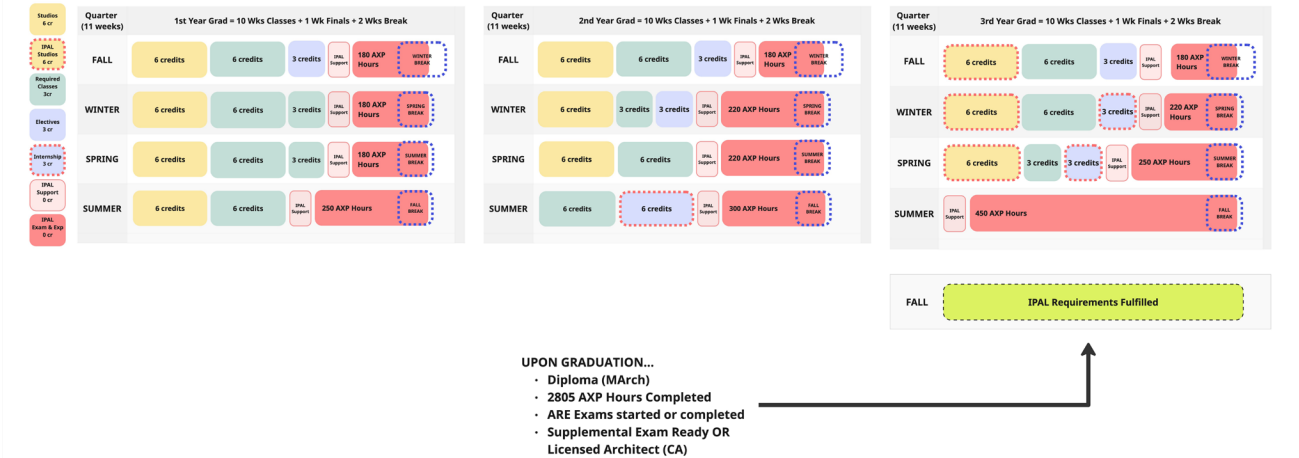 Studios
6 cr
IPAL
Studios
6 cr
Required
Classes
3cr
Electives
3 cr
Internship
3 cr
IPAL
Support
0 cr
IPAL
Exam & Exp
0 cr
Quarter
(11 weeks)
1st Year Grad = 10 Wks Classes + 1 Wk Finals + 2 Wks Break
FALL
6 credits
6 credits
3 credits
IPAL
Support
180 AXP
Hours
WINTER
BREAK
WINTER
6 credits
6 credits
3 credits
IPAL
Support
180 AXP
Hours
SPRING
BREAK
SPRING
6 credits
6 credits
3 credits
IPAL
Support
180 AXP
Hours
SUMMER
BREAK
SUMMER
6 credits
6 credits
IPAL
Support
250 AXP Hours
FALL
BREAK
Quarter
(11 weeks)
2nd Year Grad = 10 Wks Classes + 1 Wk Finals + 2 Wks Break
FALL
6 credits
6 credits
3 credits
IPAL
Support
180 AXP
Hours
WINTER
BREAK
WINTER
6 credits
3 credits
3 credits
IPAL
Support
220 AXP Hours
SPRING
BREAK
SPRING
6 credits
6 credits
IPAL
Support
220 AXP Hours
SUMMER
BREAK
SUMMER
6 credits
6 credits
IPAL
Support
300 AXP Hours
FALL
BREAK
Quarter
(11 weeks)
3rd Year Grad = 10 Wks Classes + 1 Wk Finals + 2 Wks Break
FALL
6 credits
6 credits
3 credits
IPAL
Support
180 AXP
Hours
WINTER
BREAK
WINTER
6 credits
6 credits
3 credits
IPAL
Support
220 AXP
Hours
SPRING
BREAK
SPRING
6 credits
3 credits
3 credits
IPAL
Support
250 AXP Hours
SUMMER
BREAK
SUMMER
IPAL
Support
450 AXP Hours
FALL
BREAK
FALL
IPAL Requirements Fulfilled
UPON GRADUATION...
· Diploma (MArch)
· 2805 AXP Hours Completed
· ARE Exams started or completed
· Supplemental Exam Ready OR
Licensed Architect (CA)